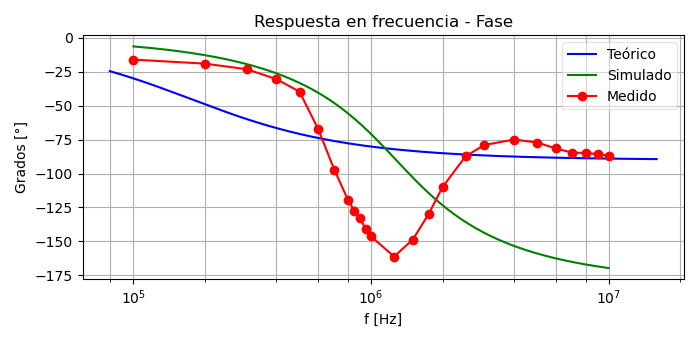 Respuesta en frecuencia - Fase
Grados [°]
0
−25
−50
−75
−100
−125
−150
−175
Teórico
Simulado
Medido
10⁵
10⁶
10⁷
f [Hz]